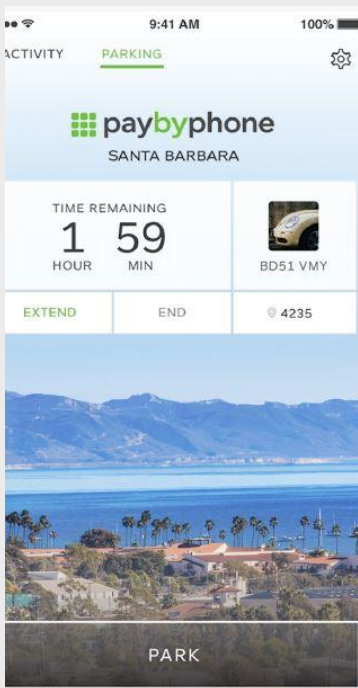 9:41 AM 100%
ACTIVITY PARKING
paybyphone
SANTA BARBARA
TIME REMAINING
1 59
HOUR MIN
BD51 VMY
EXTEND END 4235
PARK